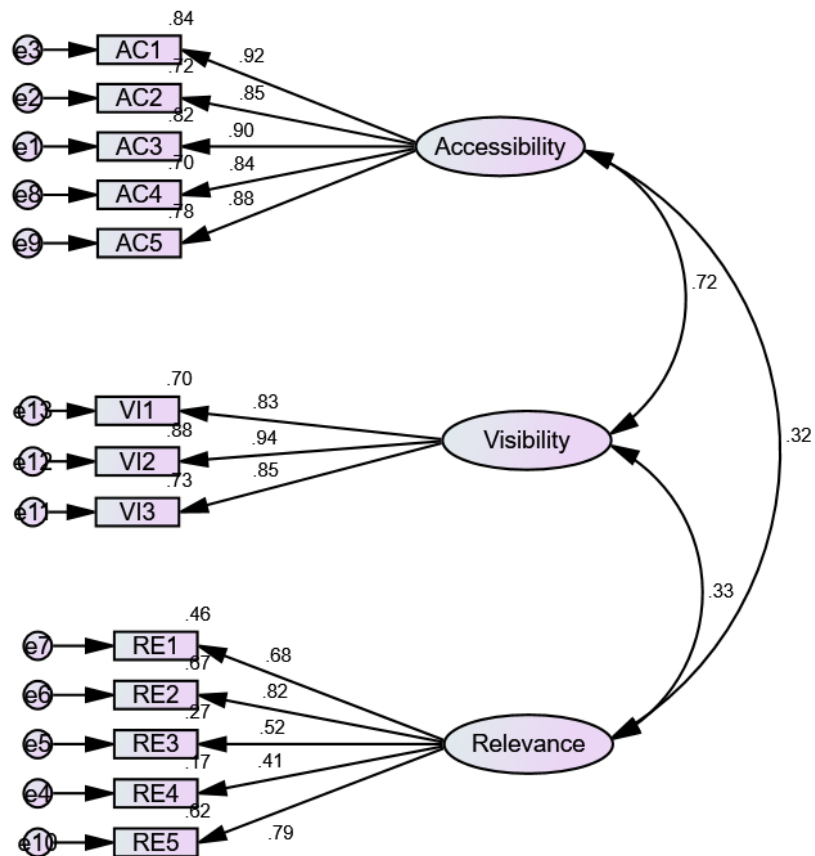 .84
e3 AC1 .92
.72
e2 AC2 .85
.82
e1 AC3 .90 Accessibility
.70
e8 AC4 .84
.78 .88
e9 AC5
.72
.70
e13 VI1 .83
.88
e12 VI2 .94 Visibility .32
.73
e11 VI3 .85
.33
.46
e7 RE1 .68
.67
e6 RE2 .82
.27
e5 RE3 .52 Relevance
.17
e4 RE4 .41
.62
e10 RE5 .79